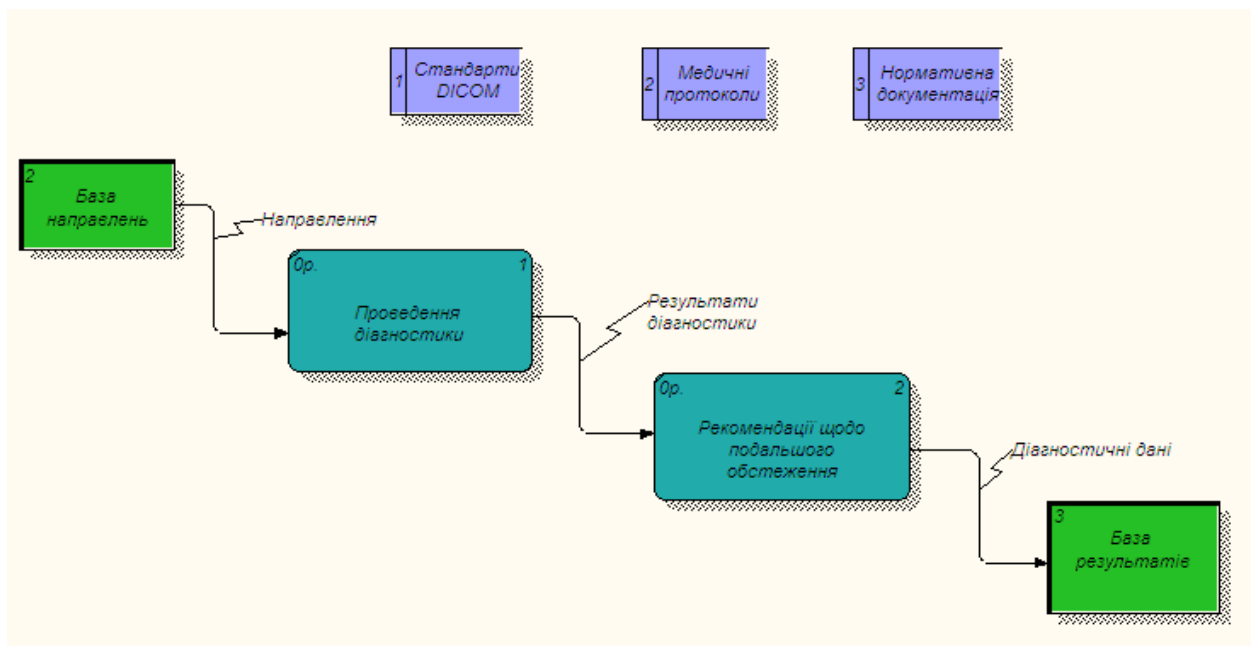 1
Стандарти
DICOM
2
Медичні
протоколи
3
Нормативна
документація
2
База
направлень
Направлення
0р.
1
Проведення
діагностики
Результати
діагностики
0р.
2
Рекомендації щодо
подальшого
обстеження
Діагностичні дані
3
База
результатів